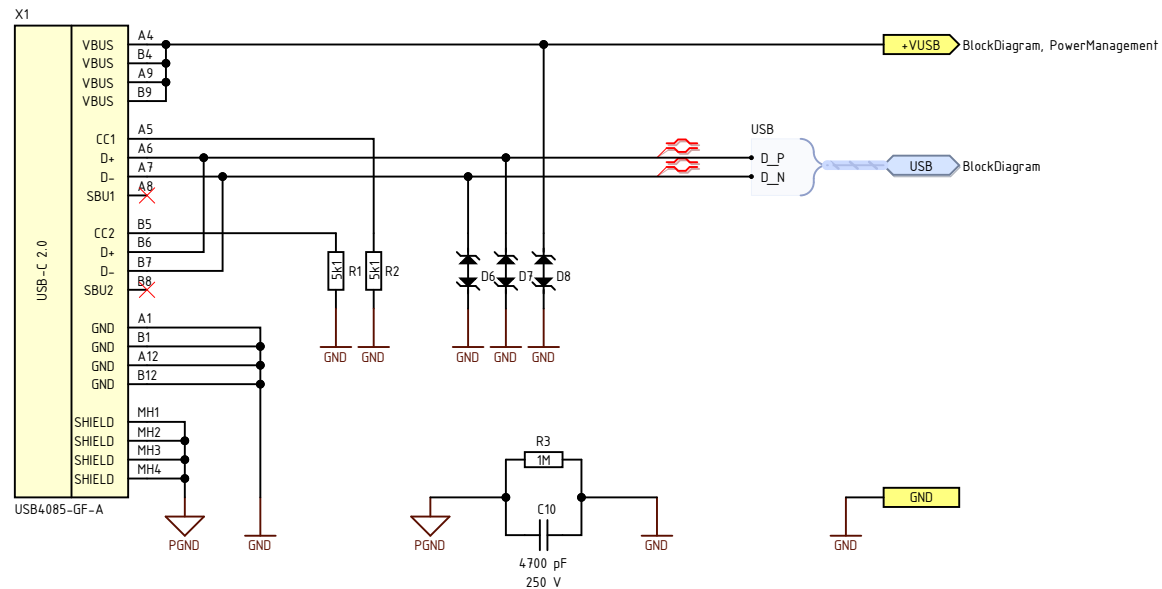 X1
USB-C 2.0
VBUS A4
VBUS B4
VBUS A9
VBUS B9
CC1 A5
D+ A6
D- A7
SBU1 A8
CC2 B5
D+ B6
D- B7
SBU2 B8
GND A1
GND B1
GND A12
GND B12
SHIELD MH1
SHIELD MH2
SHIELD MH3
SHIELD MH4
USB4085-GF-A
PGND
GND
5k1 R1
5k1 R2
GND GND
D6 D7 D8
GND GND GND
+VUSB BlockDiagram, PowerManagement
USB
D_P
D_N
USB BlockDiagram
R3
1M
C10
4700 pF
250 V
PGND
GND
GND
GND